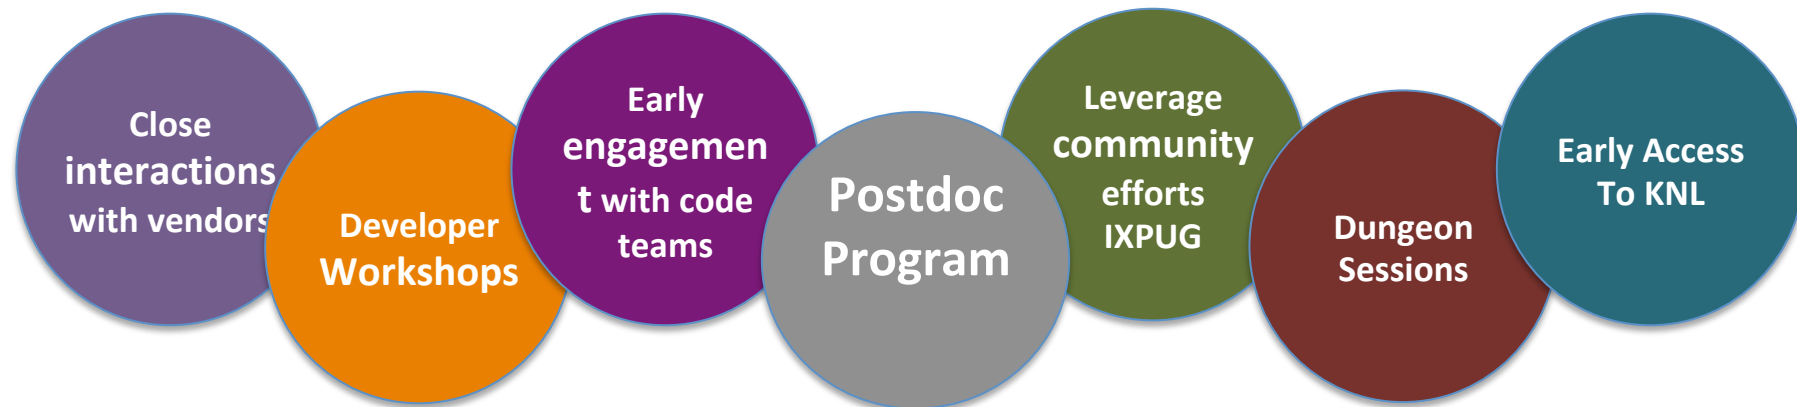 Close
interactions
with vendors
Developer
Workshops
Early
engagemen
t with code
teams
Postdoc
Program
Leverage
community
efforts
IXPUG
Dungeon
Sessions
Early Access
To KNL